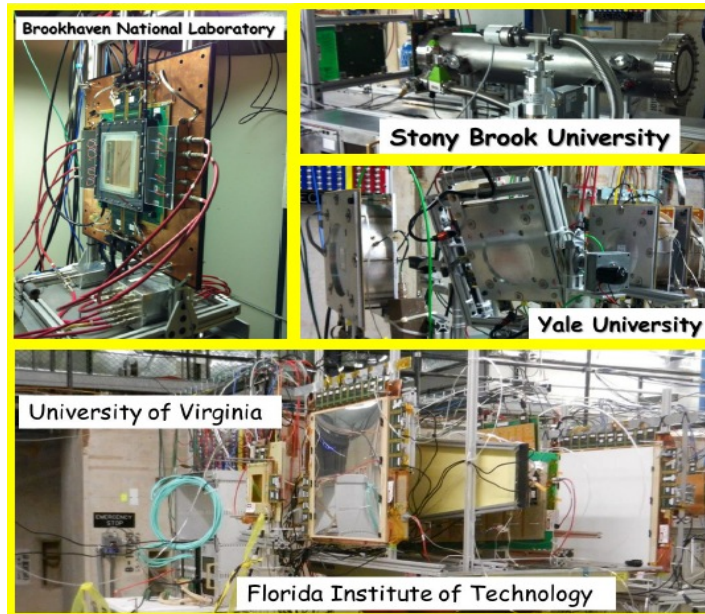 Brookhaven National Laboratory
Stony Brook University
Yale University
University of Virginia
EMERGENCY
STOP
Florida Institute of Technology